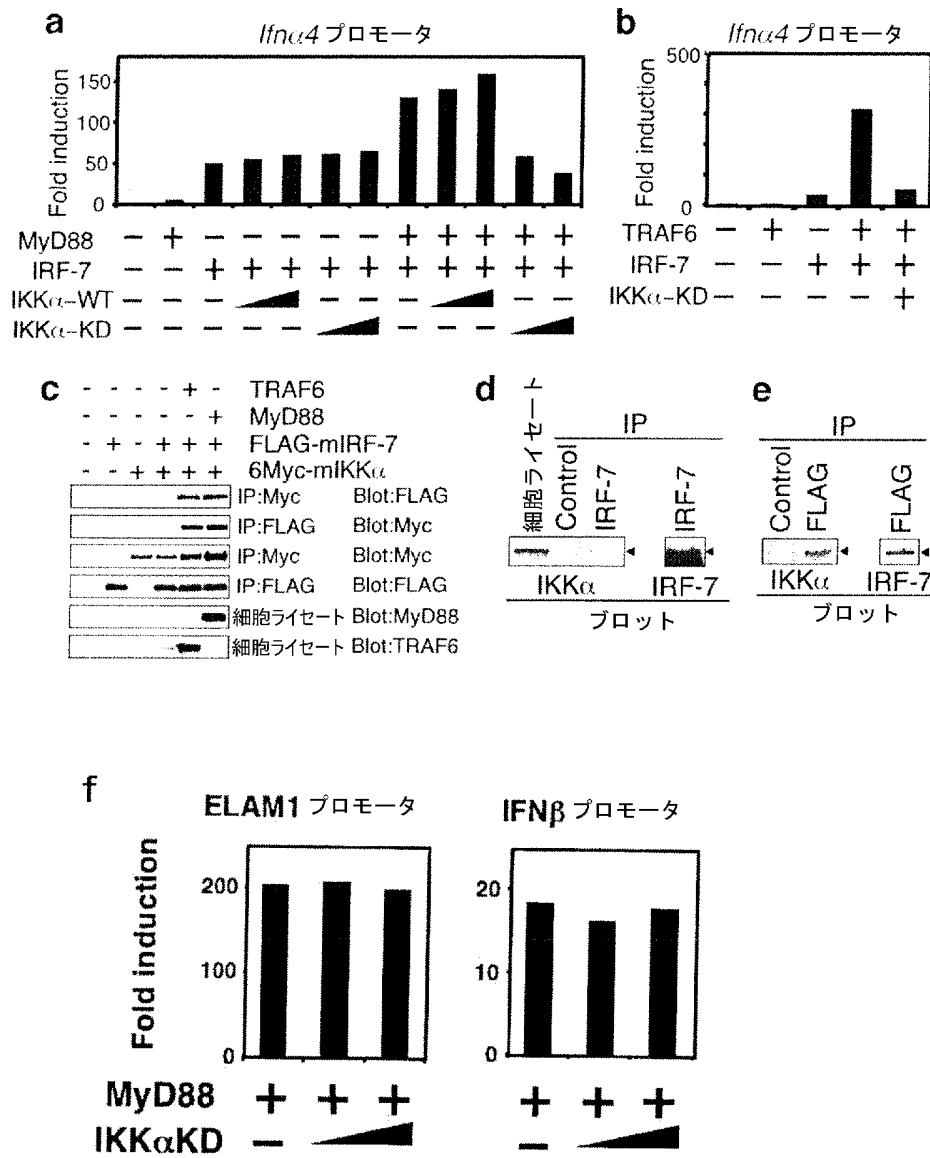 a
Ifnα4 プロモータ
Fold induction
150
100
50
0
MyD88 − + − − − − − + + + + +
IRF-7 − − + + + + + + + + + +
IKKα−WT − − − − − − − −
IKKα−KD − − − − − − − −
b
Ifnα4 プロモータ
Fold induction
500
0
TRAF6 − + − + +
IRF-7 − − + + +
IKKα−KD − − − − +
c
- - - - + - TRAF6
- - - - - + MyD88
- + - + + + FLAG-mIRF-7
- - + + + + 6Myc-mIKKα
IP:Myc Blot:FLAG
IP:FLAG Blot:Myc
IP:Myc Blot:Myc
IP:FLAG Blot:FLAG
細胞ライセート Blot:MyD88
細胞ライセート Blot:TRAF6
d
IP
細胞ライセート
Control
IRF-7
IRF-7
IKKα IRF-7
ブロット
e
IP
Control
FLAG
FLAG
IKKα IRF-7
ブロット
f
ELAM1 プロモータ
Fold induction
200
100
0
IFNβ プロモータ
20
10
0
MyD88 + + + + + +
IKKαKD − −